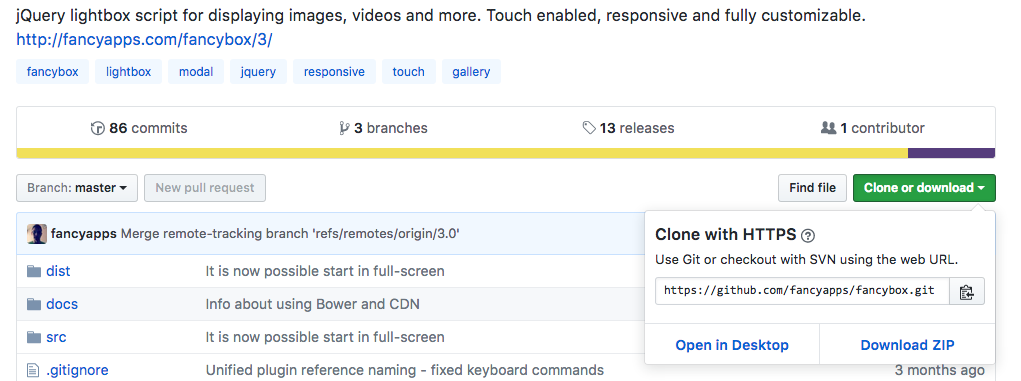 jQuery lightbox script for displaying images, videos and more. Touch enabled, responsive and fully customizable.
http://fancyapps.com/fancybox/3/
fancybox lightbox modal jquery responsive touch gallery
86 commits 3 branches 13 releases 1 contributor
Branch: master New pull request Find file Clone or download
fancyapps Merge remote-tracking branch 'refs/remotes/origin/3.0'
dist It is now possible start in full-screen
docs Info about using Bower and CDN
src It is now possible start in full-screen
.gitignore Unified plugin reference naming - fixed keyboard commands 3 months ago
Clone with HTTPS ?
Use Git or checkout with SVN using the web URL.
https://github.com/fancyapps/fancybox.git
Open in Desktop Download ZIP